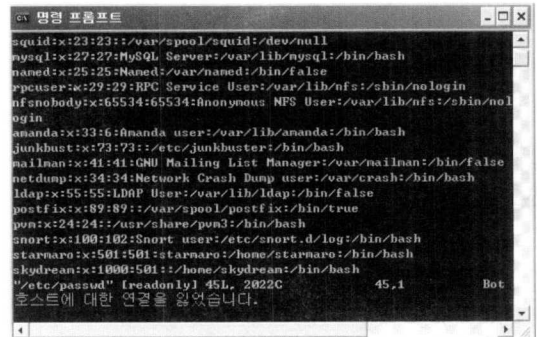 명령 프롬프트
squid:x:23:23::/var/spool/squid:/dev/null
mysql:x:27:27:MySQL Server:/var/lib/mysql:/bin/bash
named:x:25:25:Named:/var/named:/bin/false
rpcuser:x:29:29:RPC Service User:/var/lib/nfs:/sbin/nologin
nfsnobody:x:65534:65534:Anonymous NFS User:/var/lib/nfs:/sbin/nol
ogin
amanda:x:33:6:Amanda user:/var/lib/amanda:/bin/bash
junkbust:x:73:73::/etc/junkbuster:/bin/bash
mailman:x:41:41:GNU Mailing List Manager:/var/mailman:/bin/false
netdump:x:34:34:Network Crash Dump user:/var/crash:/bin/bash
ldap:x:55:55:LDAP User:/var/lib/ldap:/bin/false
postfix:x:89:89::/var/spool/postfix:/bin/true
pvm:x:24:24::/usr/share/pvm3:/bin/bash
snort:x:100:102:Snort user:/etc/snort.d/log:/bin/bash
starmaro:x:501:501:starmaro:/home/starmaro:/bin/bash
skydream:x:1000:501::/home/skydream:/bin/bash
"/etc/passwd" [readonly] 45L, 2022C 45,1 Bot
호스트에 대한 연결을 잃었습니다.